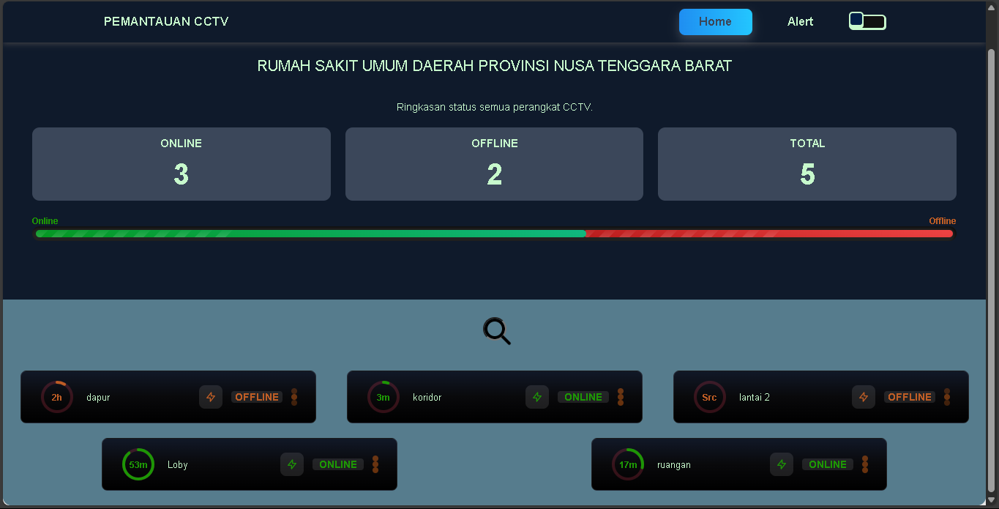 PEMANTAUAN CCTV
Home
Alert
RUMAH SAKIT UMUM DAERAH PROVINSI NUSA TENGGARA BARAT
Ringkasan status semua perangkat CCTV.
ONLINE
3
OFFLINE
2
TOTAL
5
Online
Offline
2h dapur OFFLINE
3m koridor ONLINE
Src lantai 2 OFFLINE
53m Loby ONLINE
17m ruangan ONLINE